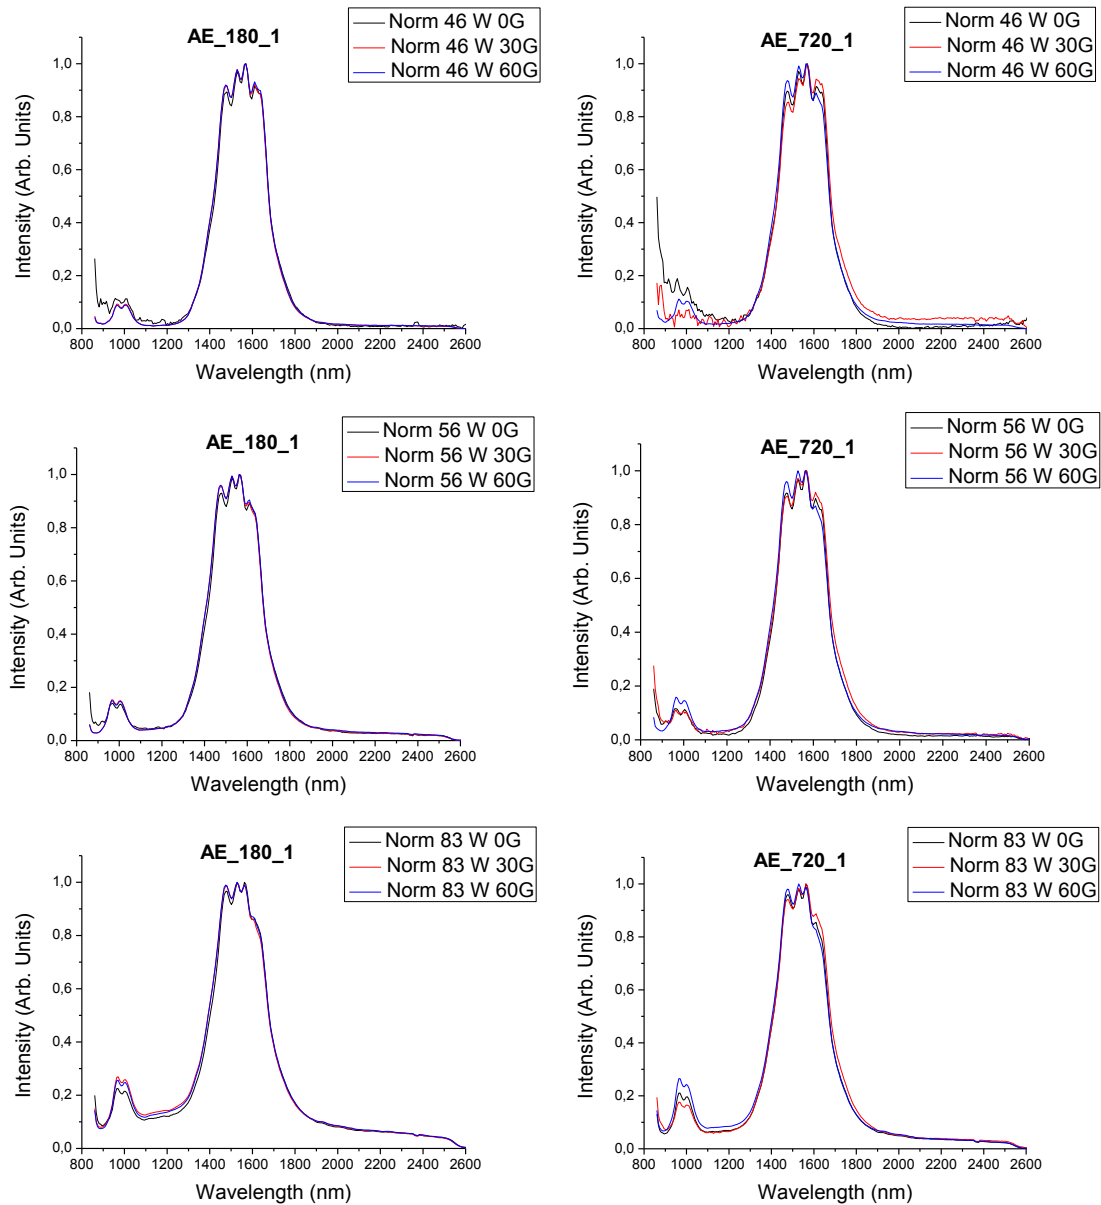 AE_180_1
Norm 46 W 0G
Norm 46 W 30G
Norm 46 W 60G
1,0
0,8
0,6
0,4
0,2
0,0
Intensity (Arb. Units)
800 1000 1200 1400 1600 1800 2000 2200 2400 2600
Wavelength (nm)
AE_720_1
Norm 46 W 0G
Norm 46 W 30G
Norm 46 W 60G
1,0
0,8
0,6
0,4
0,2
0,0
Intensity (Arb. Units)
800 1000 1200 1400 1600 1800 2000 2200 2400 2600
Wavelength (nm)
AE_180_1
Norm 56 W 0G
Norm 56 W 30G
Norm 56 W 60G
1,0
0,8
0,6
0,4
0,2
0,0
Intensity (Arb. Units)
800 1000 1200 1400 1600 1800 2000 2200 2400 2600
Wavelength (nm)
AE_720_1
Norm 56 W 0G
Norm 56 W 30G
Norm 56 W 60G
1,0
0,8
0,6
0,4
0,2
0,0
Intensity (Arb. Units)
800 1000 1200 1400 1600 1800 2000 2200 2400 2600
Wavelength (nm)
AE_180_1
Norm 83 W 0G
Norm 83 W 30G
Norm 83 W 60G
1,0
0,8
0,6
0,4
0,2
0,0
Intensity (Arb. Units)
800 1000 1200 1400 1600 1800 2000 2200 2400 2600
Wavelength (nm)
AE_720_1
Norm 83 W 0G
Norm 83 W 30G
Norm 83 W 60G
1,0
0,8
0,6
0,4
0,2
0,0
Intensity (Arb. Units)
800 1000 1200 1400 1600 1800 2000 2200 2400 2600
Wavelength (nm)